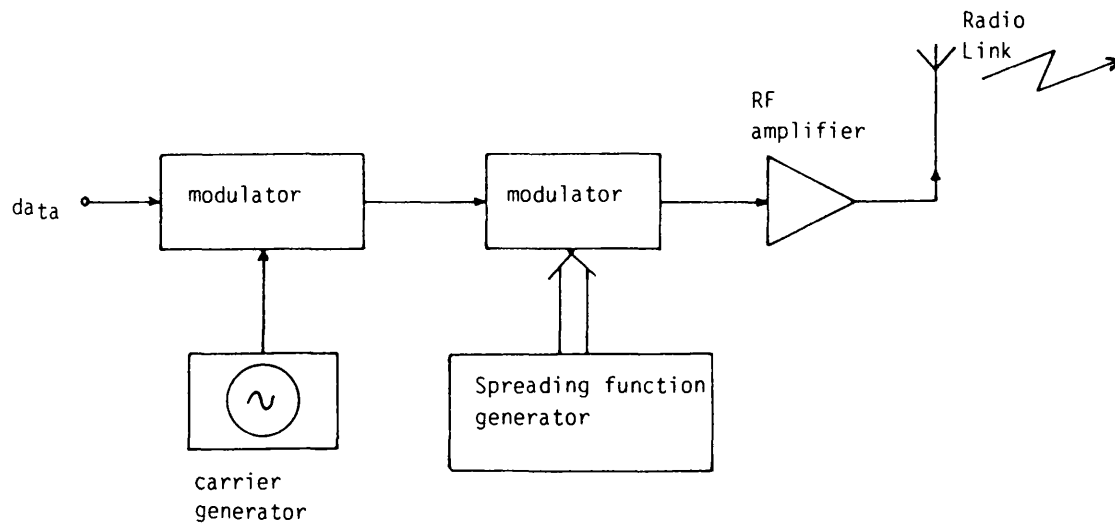 Radio
Link
RF
amplifier
data
modulator
modulator
Spreading function
generator
carrier
generator